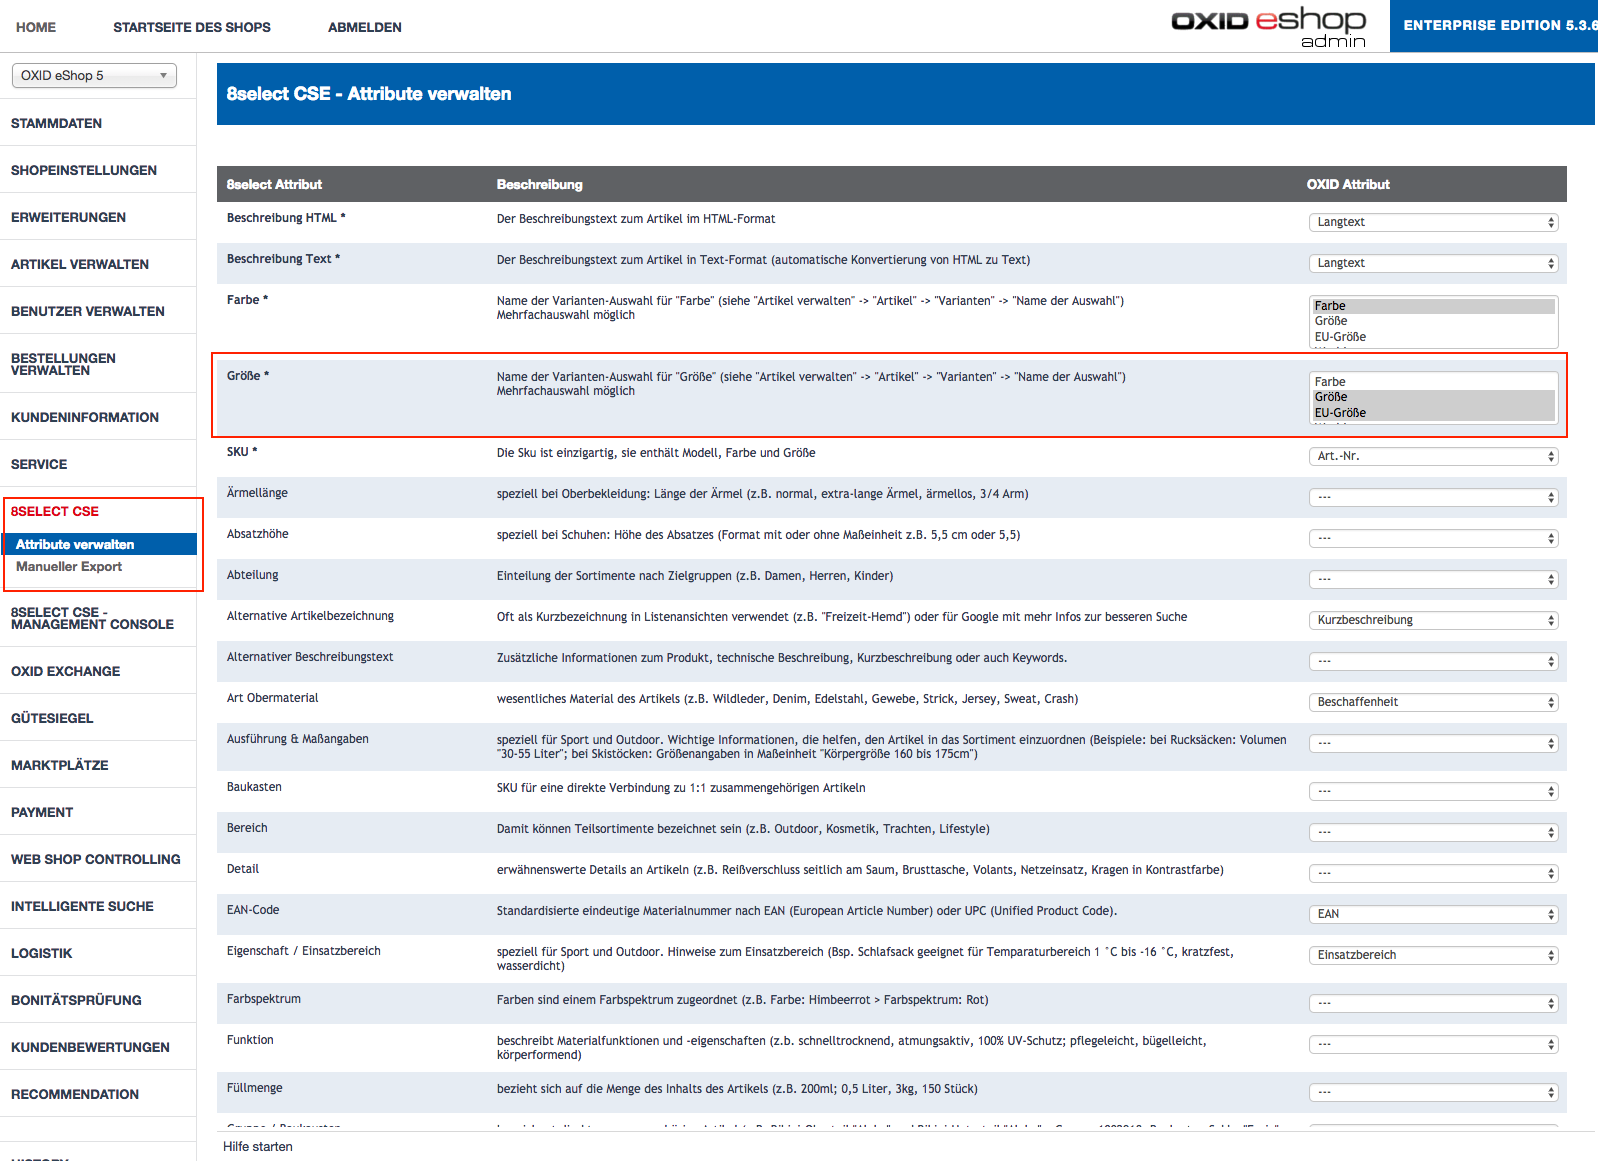 HOME
STARTSEITE DES SHOPS
ABMELDEN
OXID eshop
admin
ENTERPRISE EDITION 5.3.6
OXID eShop 5
STAMMDATEN
SHOPEINSTELLUNGEN
ERWEITERUNGEN
ARTIKEL VERWALTEN
BENUTZER VERWALTEN
BESTELLUNGEN
VERWALTEN
KUNDENINFORMATION
SERVICE
8SELECT CSE
Attribute verwalten
Manueller Export
8SELECT CSE -
MANAGEMENT CONSOLE
OXID EXCHANGE
GÜTESIEGEL
MARKTPLÄTZE
PAYMENT
WEB SHOP CONTROLLING
INTELLIGENTE SUCHE
LOGISTIK
BONITÄTSPRÜFUNG
KUNDENBEWERTUNGEN
RECOMMENDATION
8select CSE - Attribute verwalten
8select Attribut
Beschreibung
OXID Attribut
Beschreibung HTML *
Der Beschreibungstext zum Artikel im HTML-Format
Langtext
Beschreibung Text *
Der Beschreibungstext zum Artikel in Text-Format (automatische Konvertierung von HTML zu Text)
Langtext
Farbe *
Name der Varianten-Auswahl für "Farbe" (siehe "Artikel verwalten" -> "Artikel" -> "Varianten" -> "Name der Auswahl")
Mehrfachauswahl möglich
Farbe
Größe
EU-Größe
Größe *
Name der Varianten-Auswahl für "Größe" (siehe "Artikel verwalten" -> "Artikel" -> "Varianten" -> "Name der Auswahl")
Mehrfachauswahl möglich
Farbe
Größe
EU-Größe
SKU *
Die Sku ist einzigartig, sie enthält Modell, Farbe und Größe
Art.-Nr.
Ärmellänge
speziell bei Oberbekleidung: Länge der Ärmel (z.B. normal, extra-lange Ärmel, ärmellos, 3/4 Arm)
---
Absatzhöhe
speziell bei Schuhen: Höhe des Absatzes (Format mit oder ohne Maßeinheit z.B. 5,5 cm oder 5,5)
---
Abteilung
Einteilung der Sortimente nach Zielgruppen (z.B. Damen, Herren, Kinder)
---
Alternative Artikelbezeichnung
Oft als Kurzbezeichnung in Listenansichten verwendet (z.B. "Freizeit-Hemd") oder für Google mit mehr Infos zur besseren Suche
Kurzbeschreibung
Alternativer Beschreibungstext
Zusätzliche Informationen zum Produkt, technische Beschreibung, Kurzbeschreibung oder auch Keywords.
---
Art Obermaterial
wesentliches Material des Artikels (z.B. Wildleder, Denim, Edelstahl, Gewebe, Strick, Jersey, Sweat, Crash)
Beschaffenheit
Ausführung & Maßangaben
speziell für Sport und Outdoor. Wichtige Informationen, die helfen, den Artikel in das Sortiment einzuordnen (Beispiele: bei Rucksäcken: Volumen
"30-55 Liter"; bei Skistöcken: Größenangaben in Maßeinheit "Körpergröße 160 bis 175cm")
---
Baukasten
SKU für eine direkte Verbindung zu 1:1 zusammengehörigen Artikeln
---
Bereich
Damit können Teilsortimente bezeichnet sein (z.B. Outdoor, Kosmetik, Trachten, Lifestyle)
---
Detail
erwähnenswerte Details an Artikeln (z.B. Reißverschluss seitlich am Saum, Brusttasche, Volants, Netzeinsatz, Kragen in Kontrastfarbe)
---
EAN-Code
Standardisierte eindeutige Materialnummer nach EAN (European Article Number) oder UPC (Unified Product Code).
EAN
Eigenschaft / Einsatzbereich
speziell für Sport und Outdoor. Hinweise zum Einsatzbereich (Bsp. Schlafsack geeignet für Temparaturbereich 1 °C bis -16 °C, kratzfest,
wasserdicht)
Einsatzbereich
Farbspektrum
Farben sind einem Farbspektrum zugeordnet (z.B. Farbe: Himbeerrot > Farbspektrum: Rot)
---
Funktion
beschreibt Materialfunktionen und -eigenschaften (z.b. schnelltrocknend, atmungsaktiv, 100% UV-Schutz; pflegeleicht, bügelleicht,
körperformend)
---
Füllmenge
bezieht sich auf die Menge des Inhalts des Artikels (z.B. 200ml; 0,5 Liter, 3kg, 150 Stück)
---
Hilfe starten